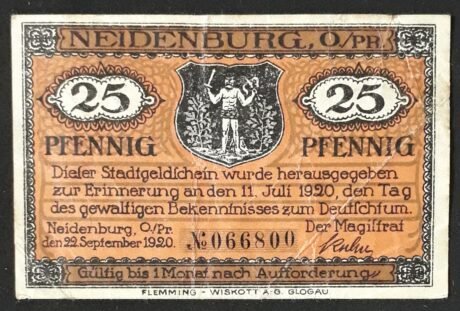 NEIDENBURG, O/PR.
25 25
PFENNIG PFENNIG
Dieser Stadtgeldschein wurde herausgegeben
zur Erinnerung an den 11. Juli 1920, den Tag
des gewaltigen Bekenntnisses zum Deutschtum.
Neidenburg, O/Pr. Der Magistrat
den 22. September 1920. No 066800
Gültig bis 1 Monat nach Aufforderung
FLEMMING - WISKOTT A.-G. GLOGAU